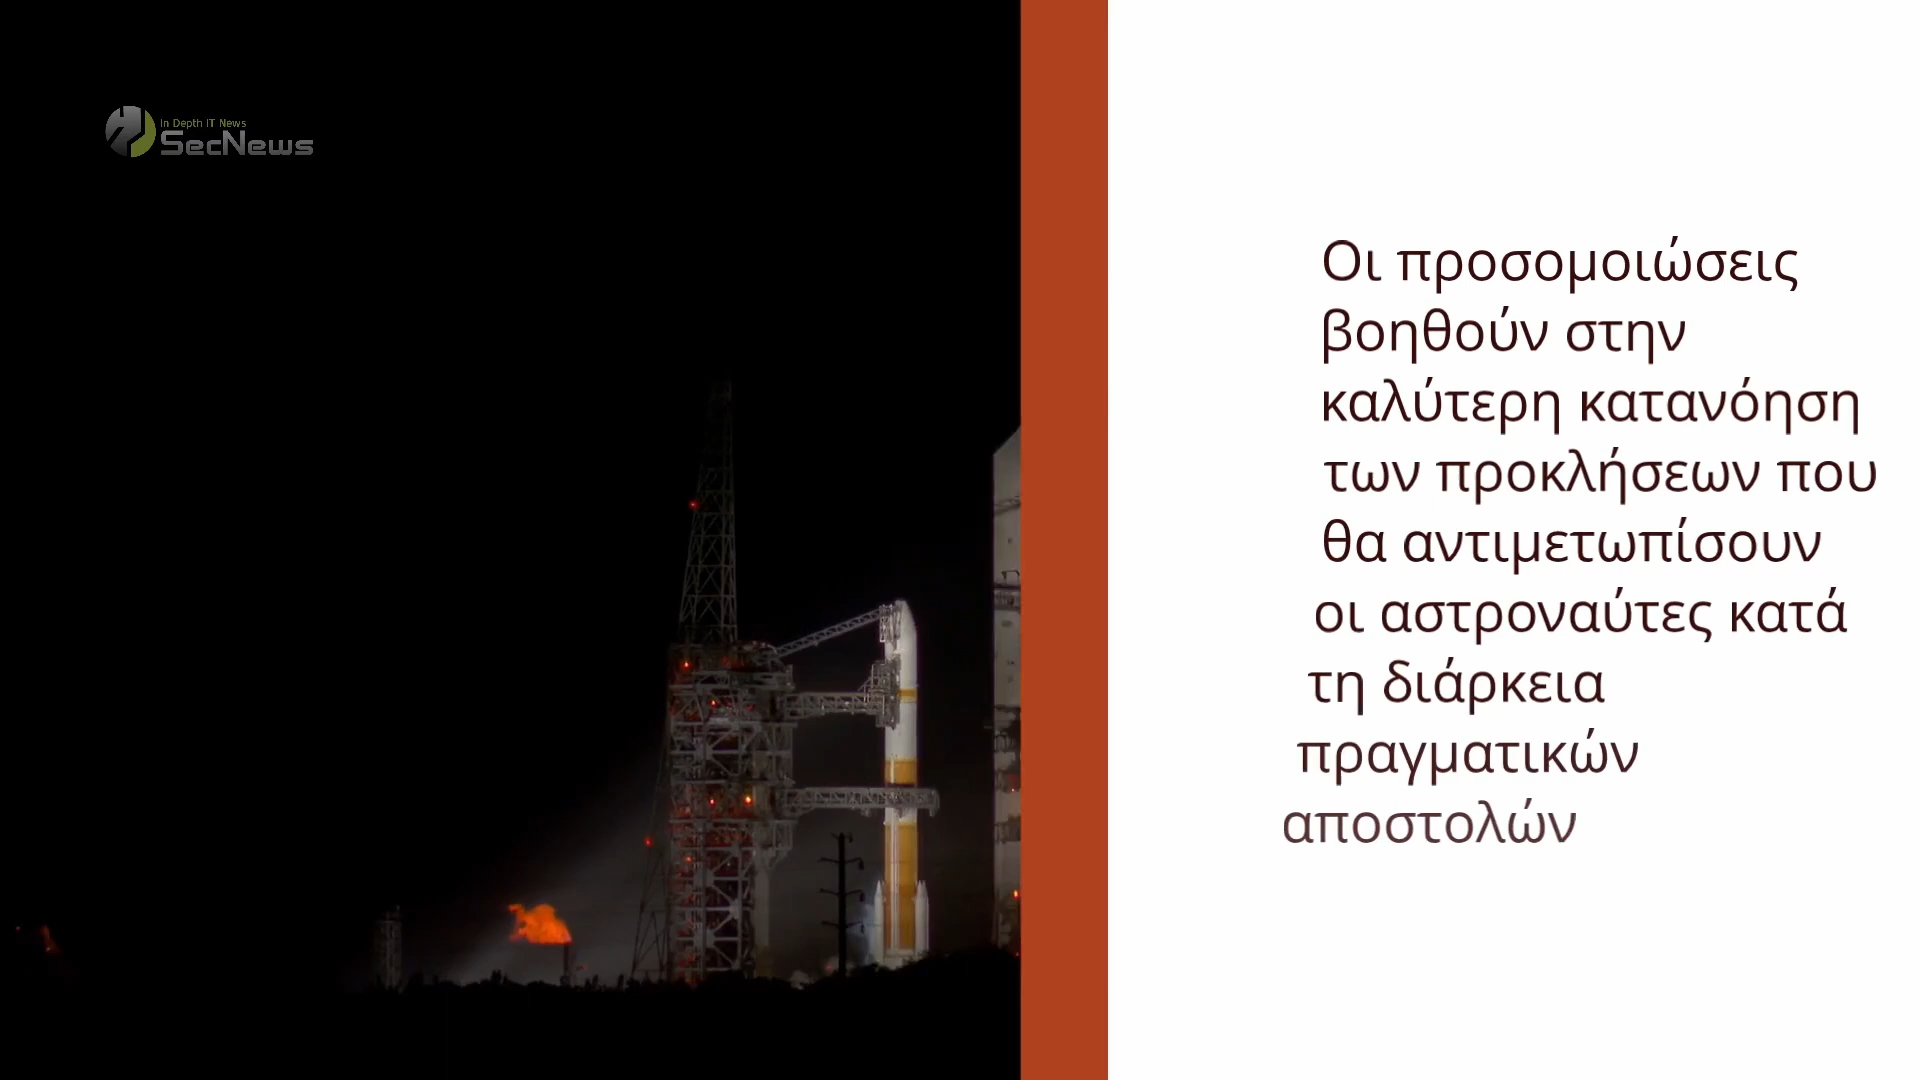 In Depth IT News
SecNews
Οι προσομοιώσεις
βοηθούν στην
καλύτερη κατανόηση
των προκλήσεων που
θα αντιμετωπίσουν
οι αστροναύτες κατά
τη διάρκεια
πραγματικών
αποστολών